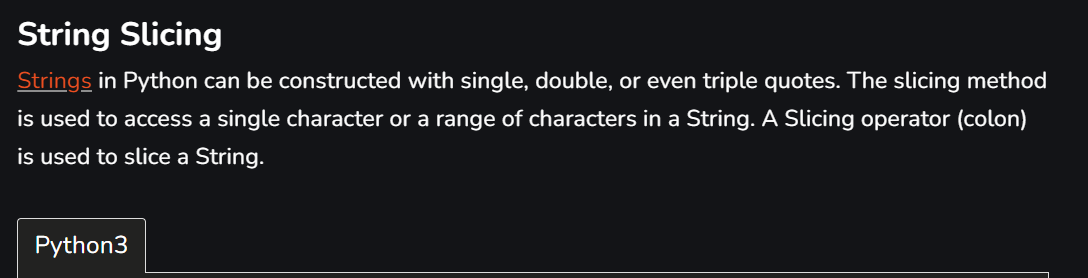 String Slicing
Strings in Python can be constructed with single, double, or even triple quotes. The slicing method
is used to access a single character or a range of characters in a String. A Slicing operator (colon)
is used to slice a String.
Python3